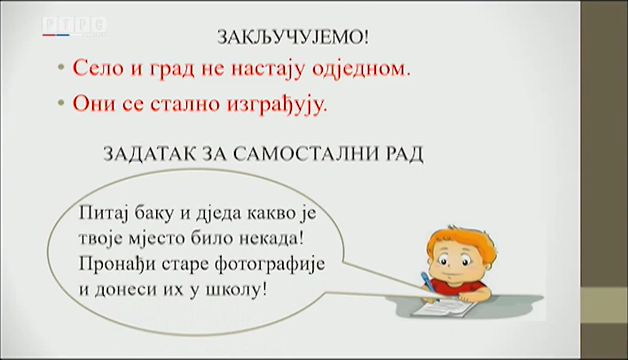 РТРС
ЗАКЉУЧУЈЕМО!
• Село и град не настају одједном.
• Они се стално изграђују.
ЗАДАТАК ЗА САМОСТАЛНИ РАД
Питај баку и дједа какво је
твоје мјесто било некада!
Пронађи старе фотографије
и донеси их у школу!